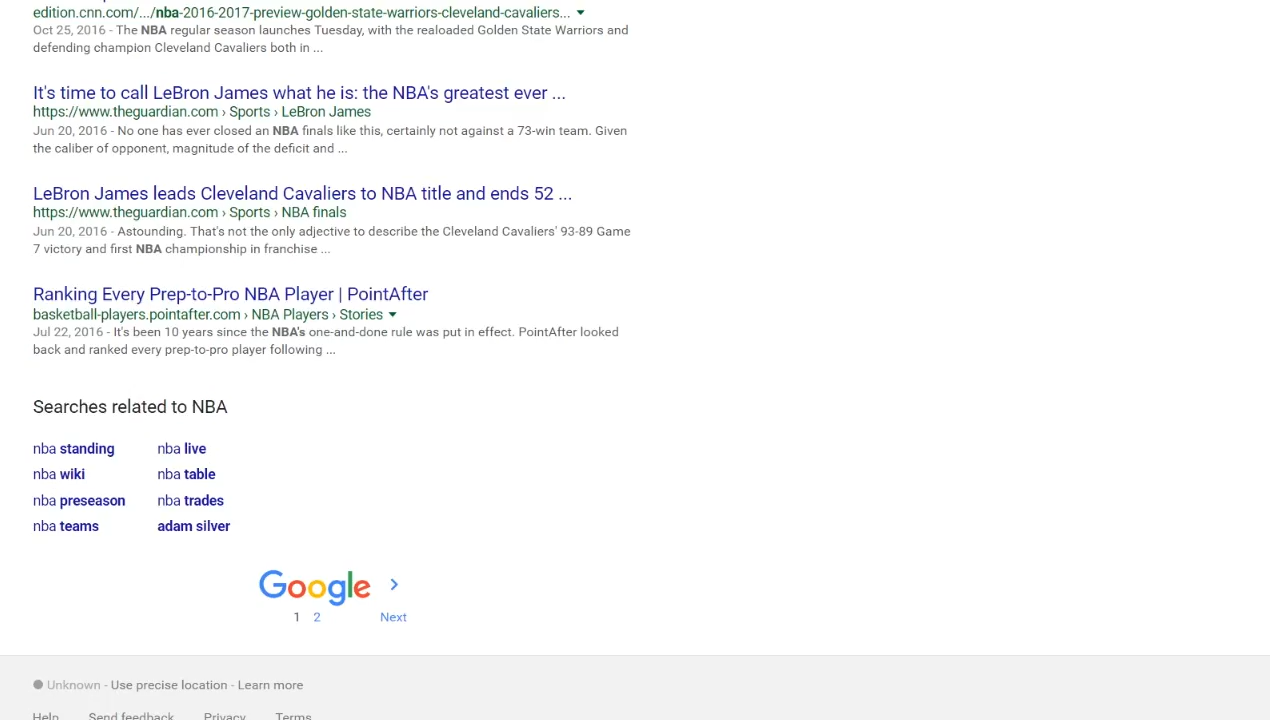 edition.cnn.com/.../nba-2016-2017-preview-golden-state-warriors-cleveland-cavaliers...
Oct 25, 2016 - The NBA regular season launches Tuesday, with the realoaded Golden State Warriors and
defending champion Cleveland Cavaliers both in ...
It's time to call LeBron James what he is: the NBA's greatest ever ...
https://www.theguardian.com › Sports › LeBron James
Jun 20, 2016 - No one has ever closed an NBA finals like this, certainly not against a 73-win team. Given
the caliber of opponent, magnitude of the deficit and ...
LeBron James leads Cleveland Cavaliers to NBA title and ends 52 ...
https://www.theguardian.com › Sports › NBA finals
Jun 20, 2016 - Astounding. That's not the only adjective to describe the Cleveland Cavaliers' 93-89 Game
7 victory and first NBA championship in franchise ...
Ranking Every Prep-to-Pro NBA Player | PointAfter
basketball-players.pointafter.com › NBA Players › Stories
Jul 22, 2016 - It's been 10 years since the NBA's one-and-done rule was put in effect. PointAfter looked
back and ranked every prep-to-pro player following ...
Searches related to NBA
nba standing nba live
nba wiki nba table
nba preseason nba trades
nba teams adam silver
Google >
1 2 Next
Unknown - Use precise location - Learn more
Help Send feedback Privacy Terms